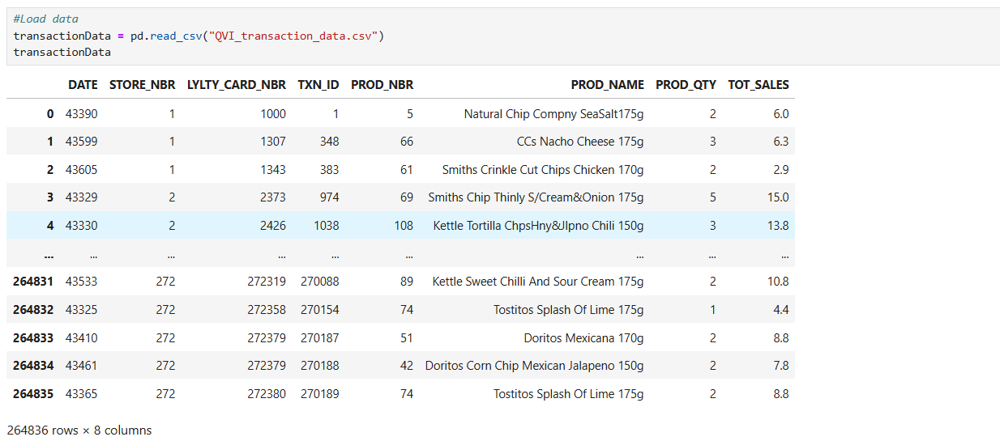 #Load data
transactionData = pd.read_csv("QVI_transaction_data.csv")
transactionData
DATE STORE_NBR LYLTY_CARD_NBR TXN_ID PROD_NBR PROD_NAME PROD_QTY TOT_SALES
0 43390 1 1000 1 5 Natural Chip Compny SeaSalt175g 2 6.0
1 43599 1 1307 348 66 CCs Nacho Cheese 175g 3 6.3
2 43605 1 1343 383 61 Smiths Crinkle Cut Chips Chicken 170g 2 2.9
3 43329 2 2373 974 69 Smiths Chip Thinly S/Cream&Onion 175g 5 15.0
4 43330 2 2426 1038 108 Kettle Tortilla ChpsHny&Jlpno Chili 150g 3 13.8
... ... ... ... ... ... ... ... ...
264831 43533 272 272319 270088 89 Kettle Sweet Chilli And Sour Cream 175g 2 10.8
264832 43325 272 272358 270154 74 Tostitos Splash Of Lime 175g 1 4.4
264833 43410 272 272379 270187 51 Doritos Mexicana 170g 2 8.8
264834 43461 272 272379 270188 42 Doritos Corn Chip Mexican Jalapeno 150g 2 7.8
264835 43365 272 272380 270189 74 Tostitos Splash Of Lime 175g 2 8.8
264836 rows × 8 columns